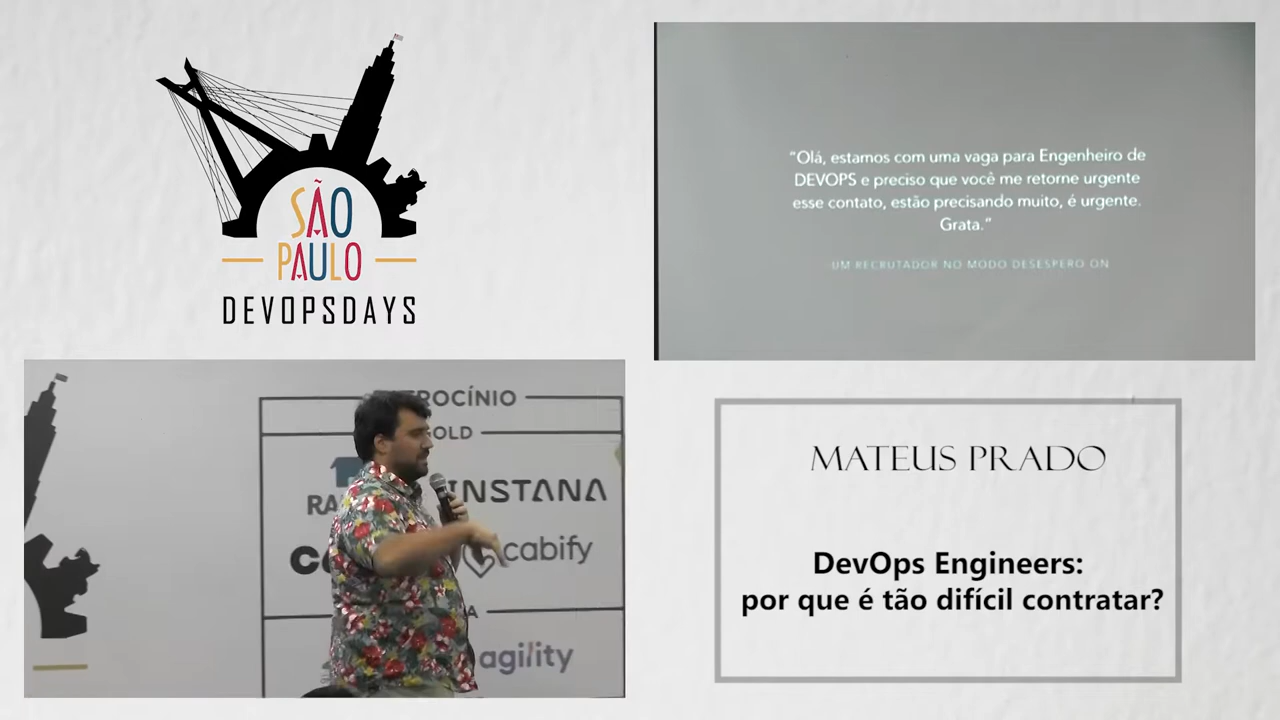 SÃO
PAULO
DEVOPSDAYS
“Olá, estamos com uma vaga para Engenheiro de
DEVOPS e preciso que você me retorne urgente
esse contato, estão precisando muito, é urgente.
Grata.”
UM RECRUTADOR NO MODO DESESPERO ON
INSTANA
cabify
agility
MATEUS PRADO
DevOps Engineers:
por que é tão difícil contratar?